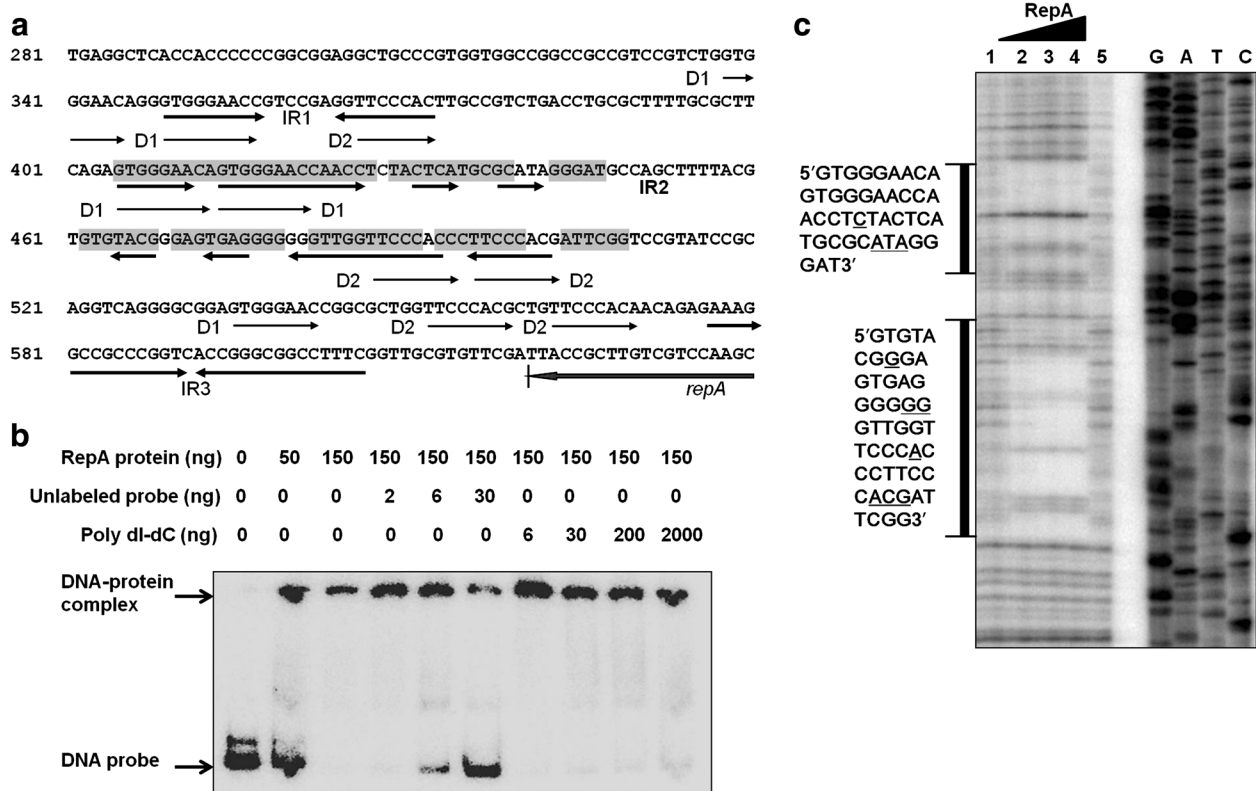 a
281 TGAGGCTCACCACCCCCCGGCGGAGGCTGCCCGTGGTGGCCGGCCGCCGTCCGTCTGGTG
D1
341 GGAACAGGGTGGGAACCGTCCGAGGTTCCCACTTGCCGTCTGACCTGCGCTTTTGCGCTT
IR1
D1 D2
401 CAGAGTGGGAACAGTGGGAACCAACCTCTACTCATGCGCATAGGGATGCCAGCTTTTACG
IR2
D1 D1
461 TGTGTACGGGAGTGAGGGGGGGGTTGGTTCCCACCCTTCCCACGATTCGGTCCGTATCCGC
D2 D2
521 AGGTCAGGGGCGGAGTGGGAACCGGCGCTGGTTCCCACGCTGTTCCCACAACAGAGAAAG
D1 D2 D2
581 GCCGCCCGGTCACCGGGCGGCCTTTCGGTTGCGTGTTCGATTACCGCTTGTCGTCCAAGC
IR3 repA
b
RepA protein (ng) 0 50 150 150 150 150 150 150 150 150
Unlabeled probe (ng) 0 0 0 2 6 30 0 0 0 0
Poly dI-dC (ng) 0 0 0 0 0 0 6 30 200 2000
DNA-protein
complex
DNA probe
c
RepA
1 2 3 4 5 G A T C
5′GTGGGAACA
GTGGGAACCA
ACCTCTACTCA
TGCGCATAGG
GAT3′
5′GTGTA
CGGGA
GTGAG
GGGGG
GTTGGT
TCCCAC
CCTTCC
CACGAT
TCGG3′